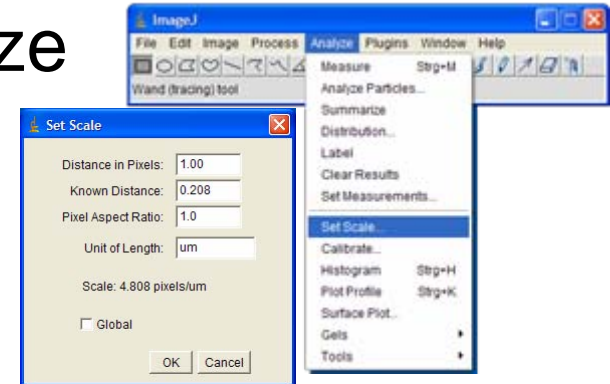 ze
ImageJ
File Edit Image Process Analyze Plugins Window Help
Wand (tracing) tool
Measure Strg+M
Analyze Particles...
Summarize
Distribution...
Label
Clear Results
Set Measurements...
Set Scale...
Calibrate...
Histogram Strg+H
Plot Profile Strg+K
Surface Plot...
Gels
Tools
Set Scale
Distance in Pixels: 1.00
Known Distance: 0.208
Pixel Aspect Ratio: 1.0
Unit of Length: um
Scale: 4.808 pixels/um
Global
OK Cancel